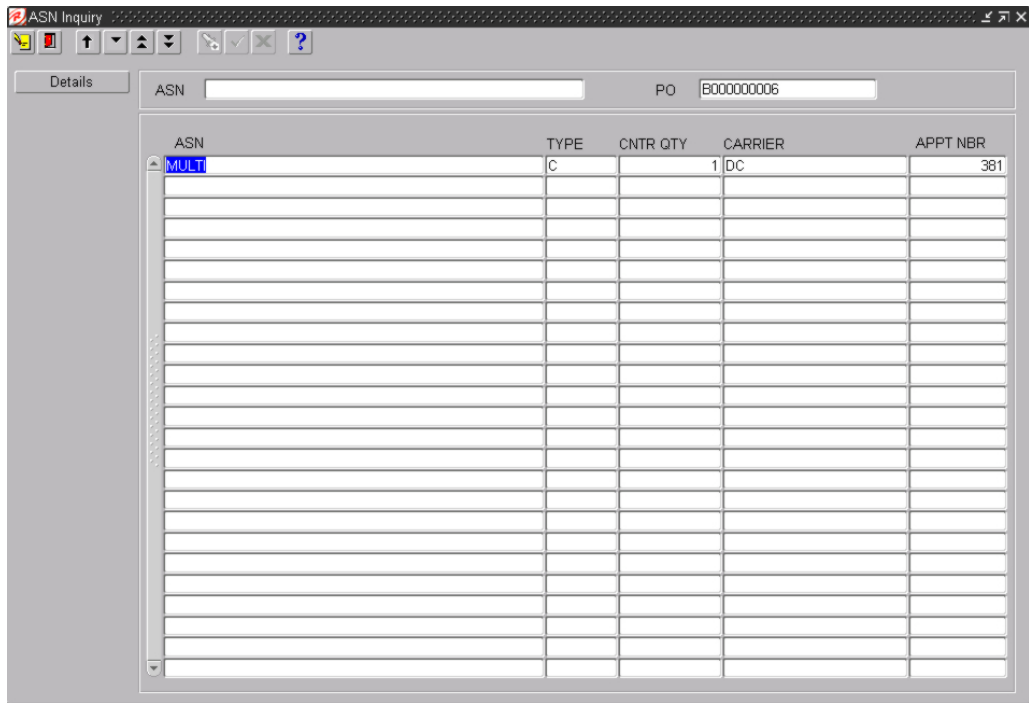 ASN Inquiry
?
Details
ASN PO B000000006
ASN TYPE CNTR QTY CARRIER APPT NBR
MULTI C 1 DC 381